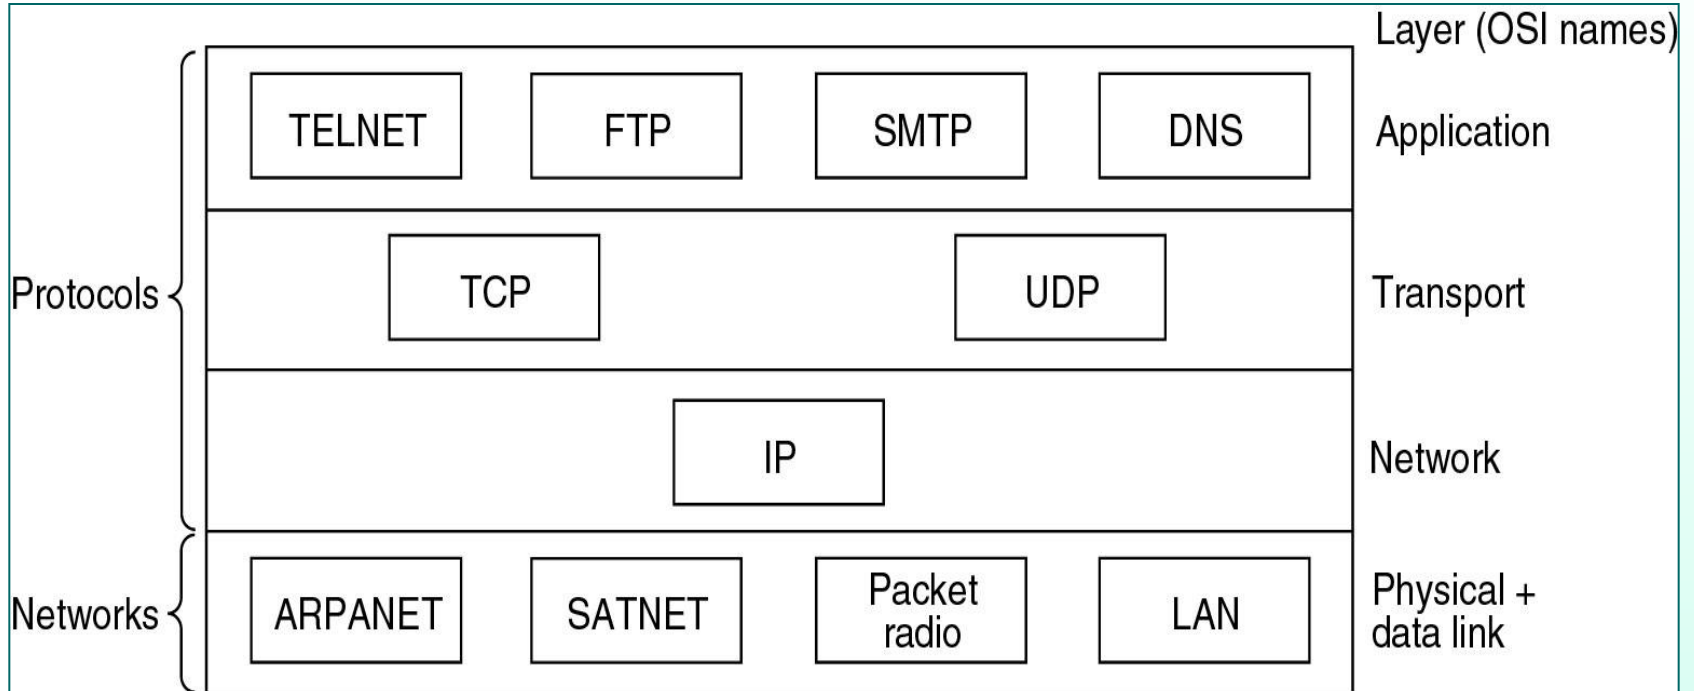 Layer (OSI names)
TELNET
FTP
SMTP
DNS
Application
Protocols
TCP
UDP
Transport
IP
Network
Networks
ARPANET
SATNET
Packet
radio
LAN
Physical +
data link